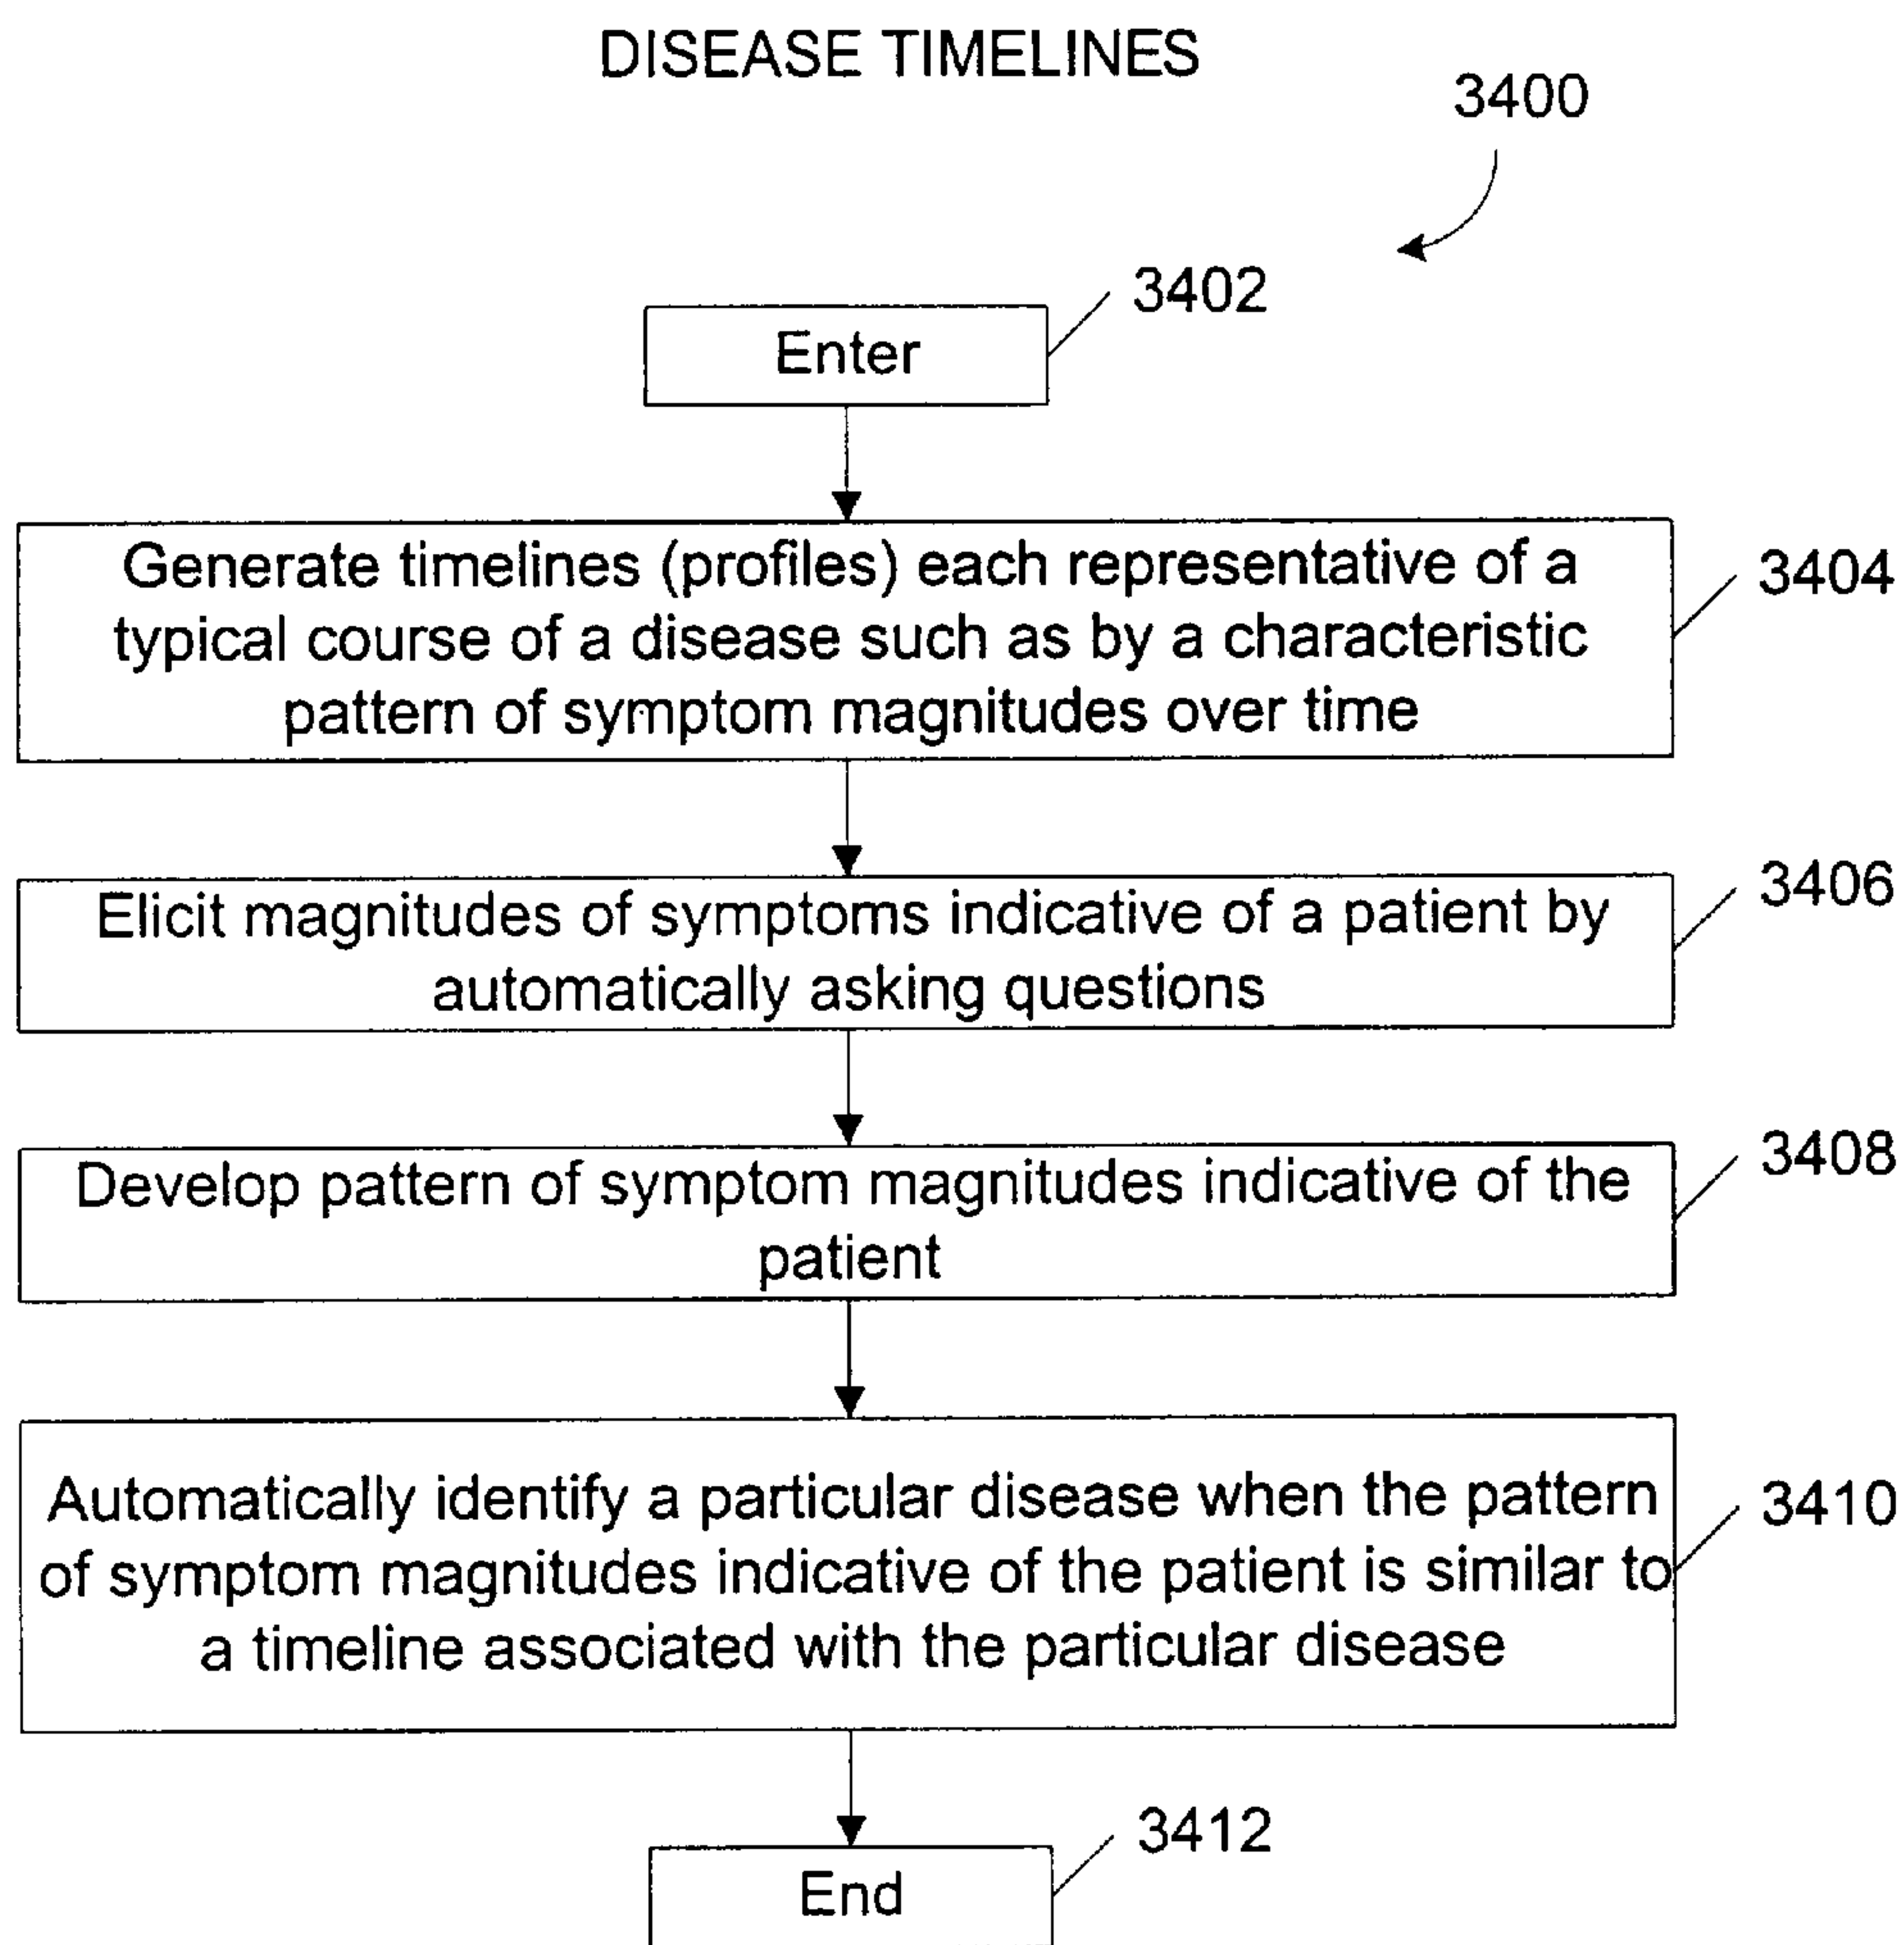 DISEASE TIMELINES
3400
3402
Enter
Generate timelines (profiles) each representative of a
typical course of a disease such as by a characteristic
pattern of symptom magnitudes over time
3404
Elicit magnitudes of symptoms indicative of a patient by
automatically asking questions
3406
Develop pattern of symptom magnitudes indicative of the
patient
3408
Automatically identify a particular disease when the pattern
of symptom magnitudes indicative of the patient is similar to
a timeline associated with the particular disease
3410
3412
End